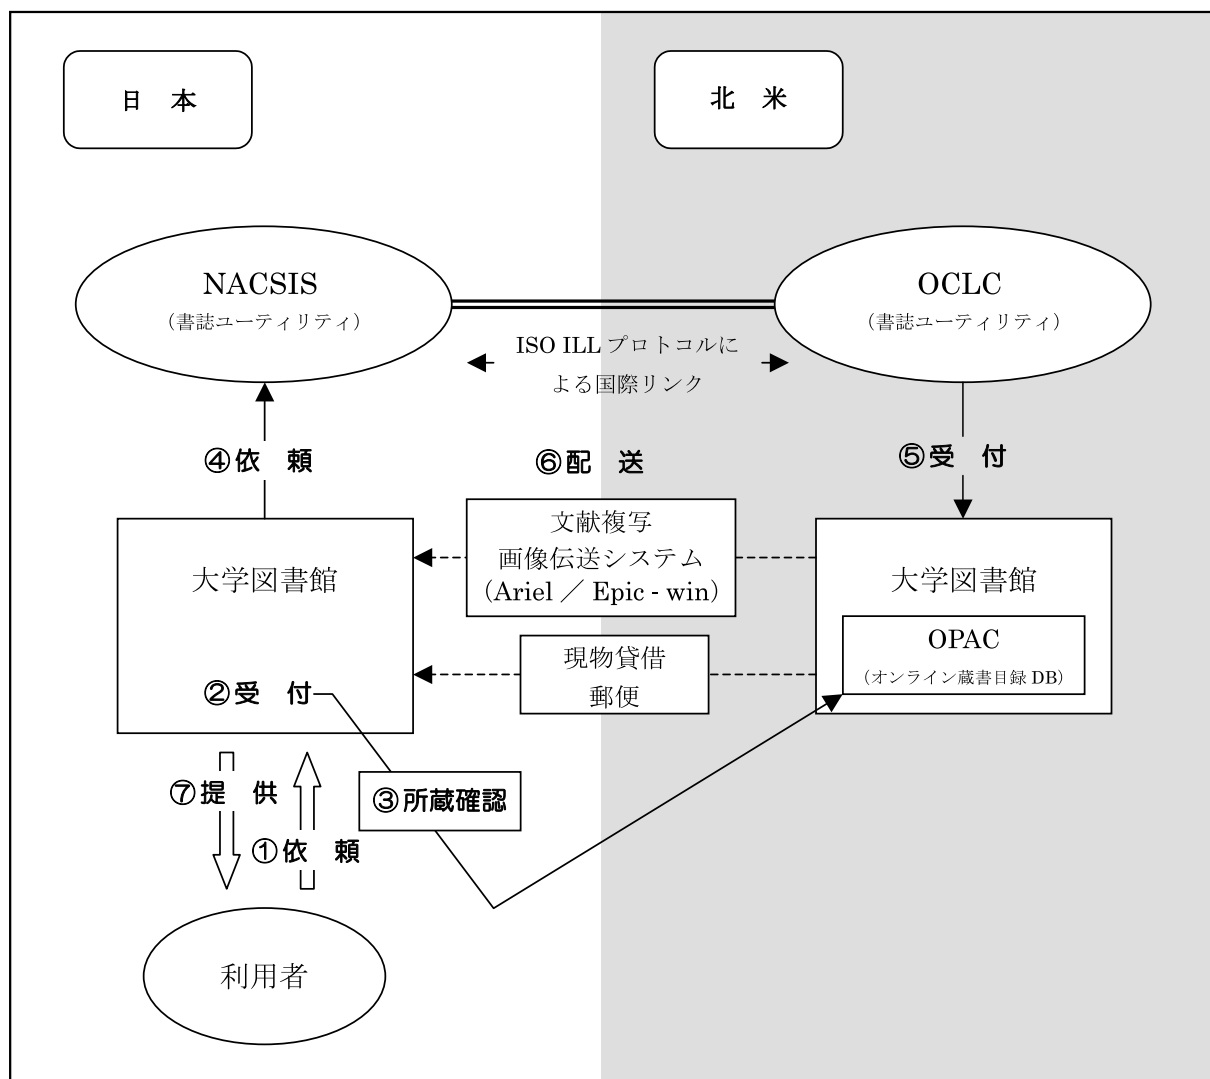 日 本
北 米
NACSIS
（書誌ユーティリティ）
OCLC
（書誌ユーティリティ）
ISO ILL プロトコルに
よる国際リンク
④依 頼
⑥配 送
⑤受 付
大学図書館
文献複写
画像伝送システム
（Ariel ／ Epic - win）
大学図書館
OPAC
（オンライン蔵書目録 DB）
現物貸借
郵便
②受 付
⑦提 供
③所蔵確認
①依 頼
利用者